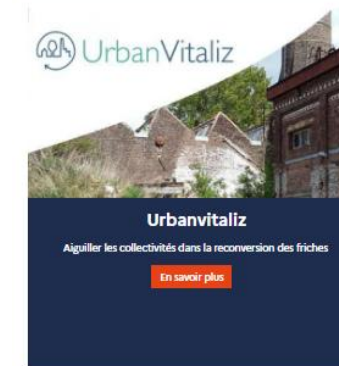 UrbanVitaliz
Urbanvitaliz
Aiguiller les collectivités dans la reconversion des friches
En savoir plus